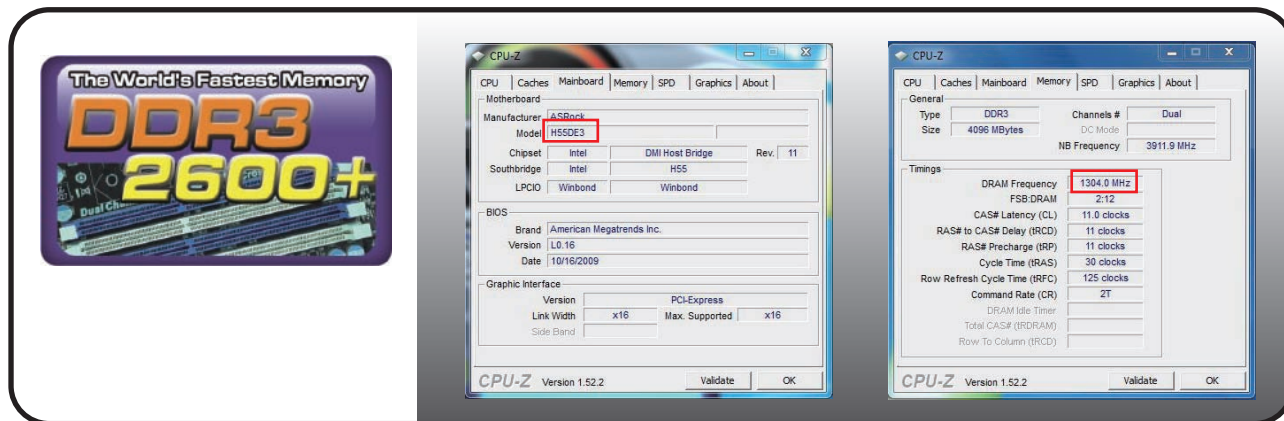 The World's Fastest Memory
DDR3
2600+
Dual Cha
CPU-Z
CPU Caches Mainboard Memory SPD Graphics About
Motherboard
Manufacturer ASRock
Model H55DE3
Chipset Intel DMI Host Bridge Rev. 11
Southbridge Intel H55
LPCIO Winbond Winbond
BIOS
Brand American Megatrends Inc.
Version L0.16
Date 10/16/2009
Graphic Interface
Version PCI-Express
Link Width x16 Max. Supported x16
Side Band
CPU-Z Version 1.52.2 Validate OK
CPU-Z
CPU Caches Mainboard Memory SPD Graphics About
General
Type DDR3 Channels # Dual
Size 4096 MBytes DC Mode
NB Frequency 3911.9 MHz
Timings
DRAM Frequency 1304.0 MHz
FSB:DRAM 2:12
CAS# Latency (CL) 11.0 clocks
RAS# to CAS# Delay (tRCD) 11 clocks
RAS# Precharge (tRP) 11 clocks
Cycle Time (tRAS) 30 clocks
Row Refresh Cycle Time (tRFC) 125 clocks
Command Rate (CR) 2T
DRAM Idle Timer
Total CAS# (tRDRAM)
Row To Column (tRCD)
CPU-Z Version 1.52.2 Validate OK